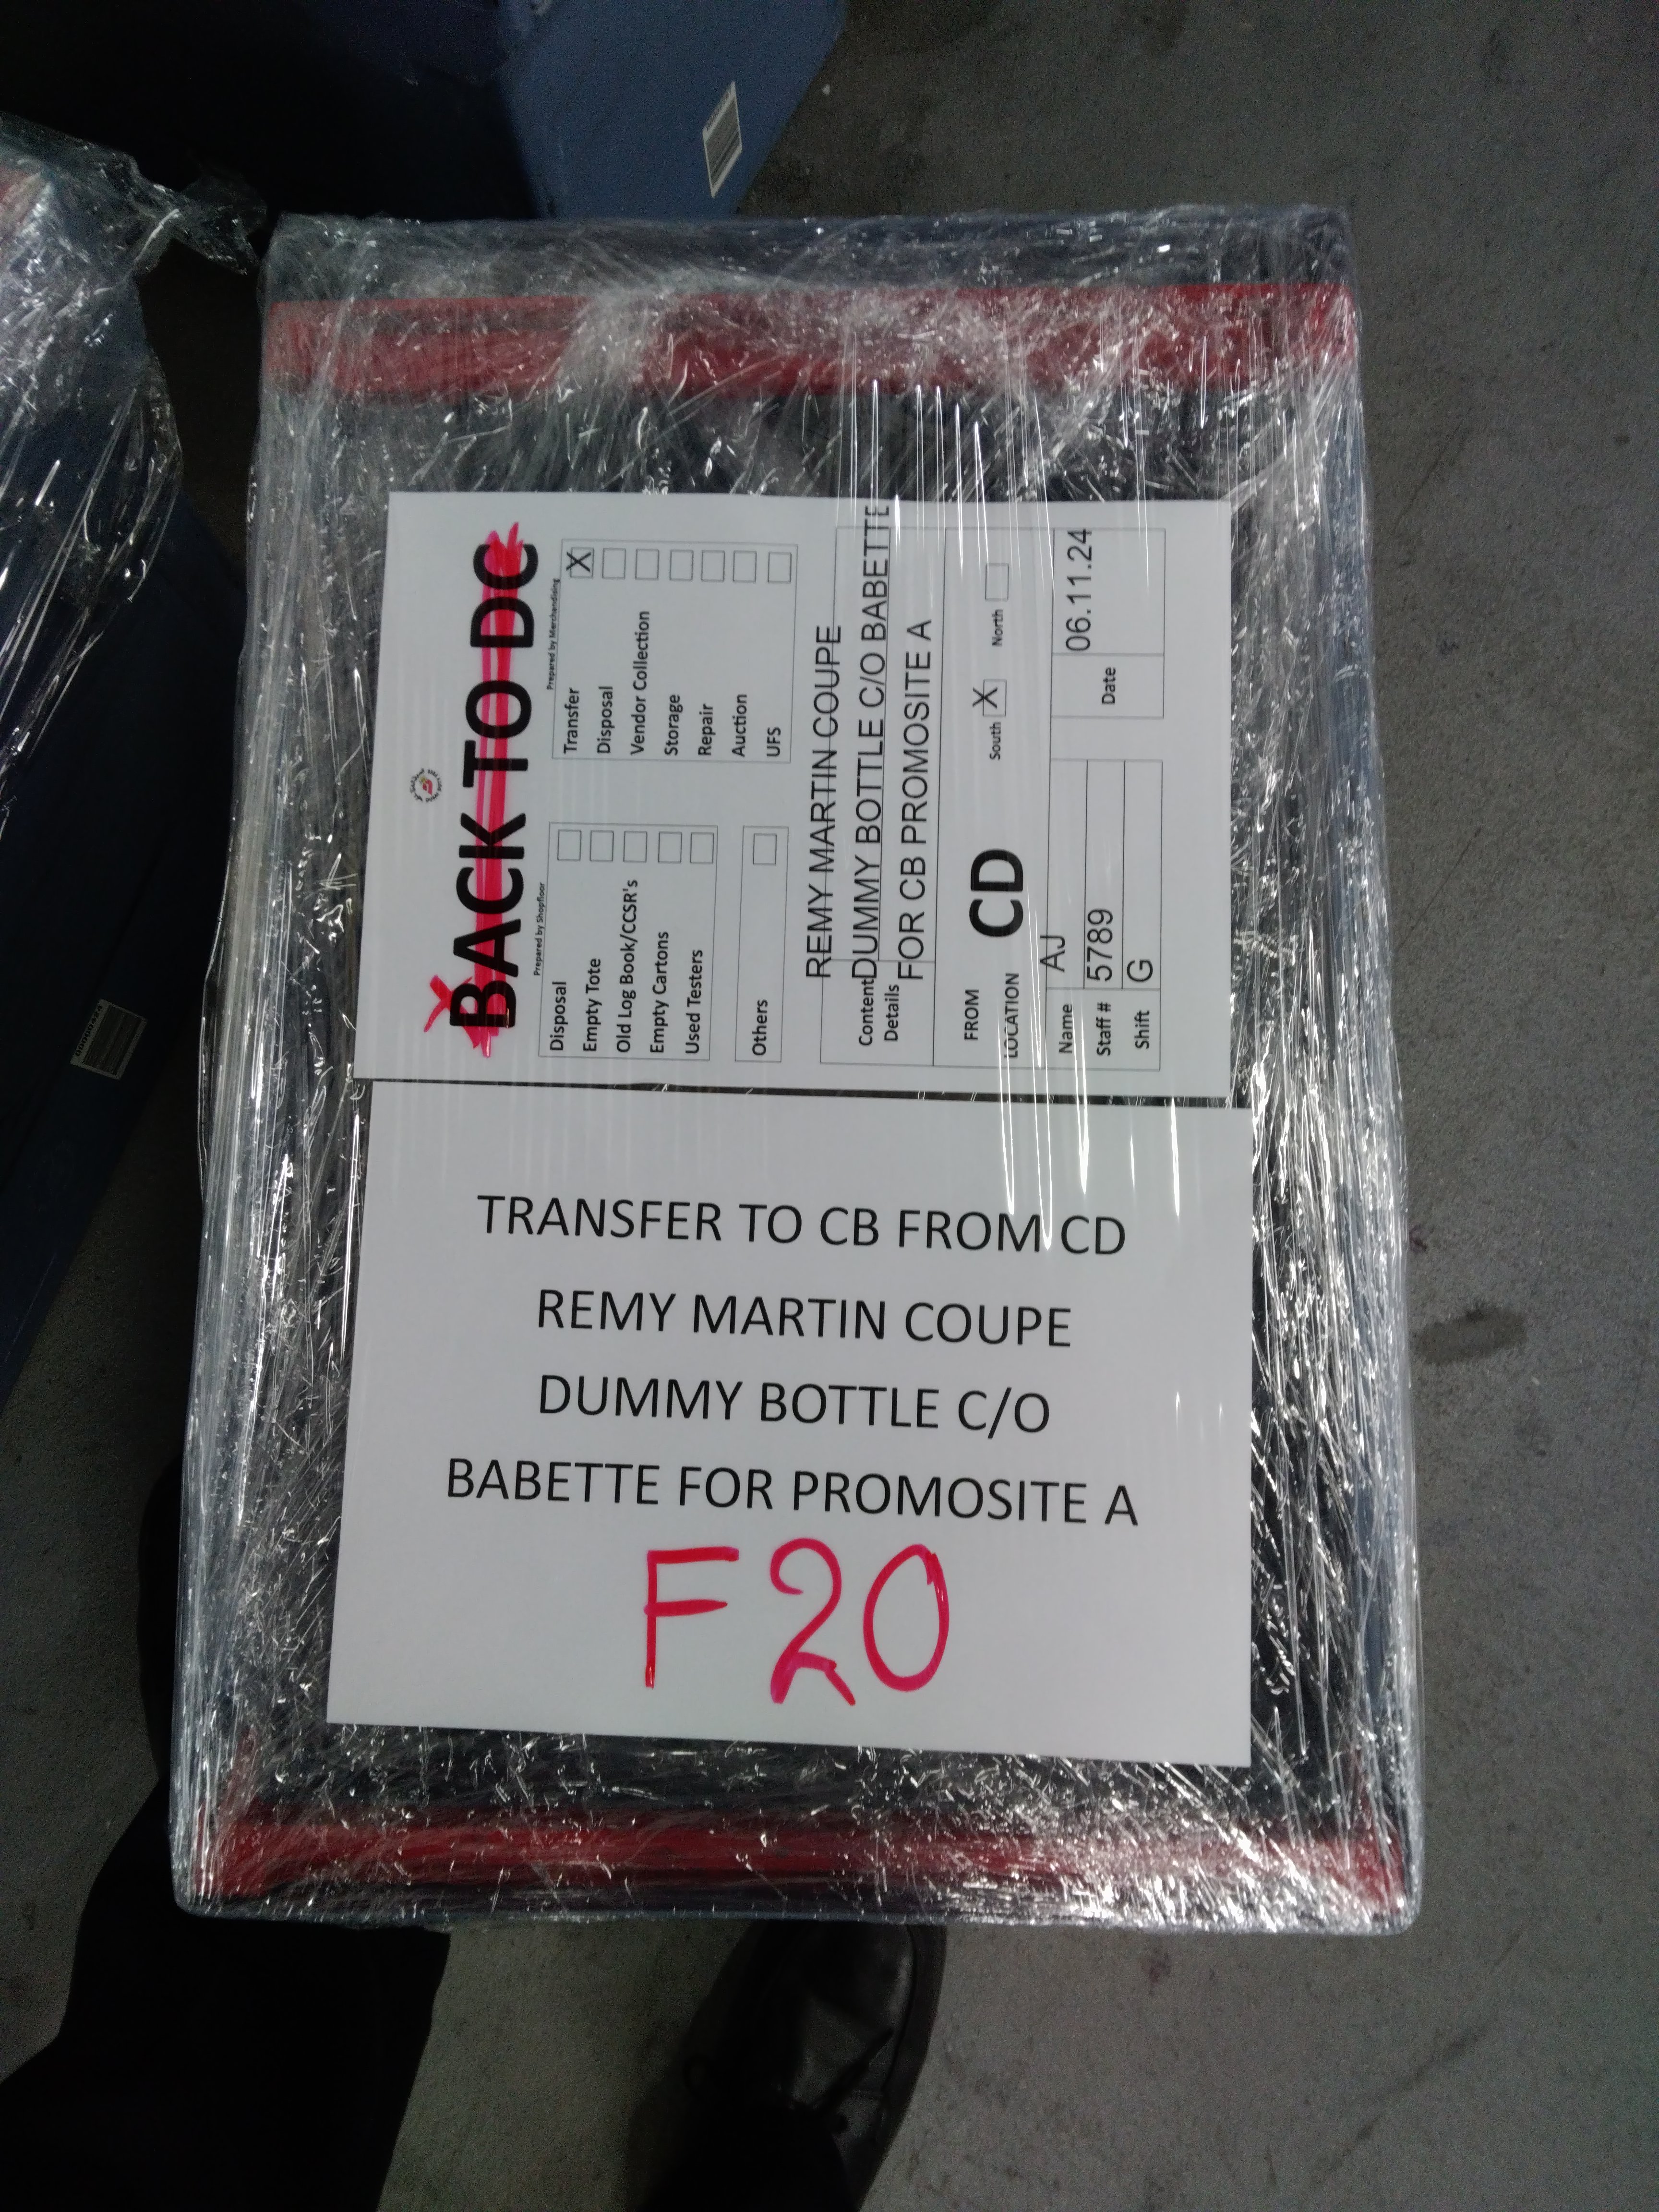 BACK TO DC
Prepared by Shopfloor
Disposal
Empty Tote
Old Log Book/CCSR's
Empty Cartons
Used Testers
Others
Prepared by Merchandising
Transfer X
Disposal
Vendor Collection
Storage
Repair
Auction
UFS
Content Details
REMY MARTIN COUPE
DUMMY BOTTLE C/O BABETTE
FOR CB PROMOSITE A
FROM LOCATION CD South X North
Name AJ
Staff # 5789
Shift G
Date 06.11.24
TRANSFER TO CB FROM CD
REMY MARTIN COUPE
DUMMY BOTTLE C/O
BABETTE FOR PROMOSITE A
F20